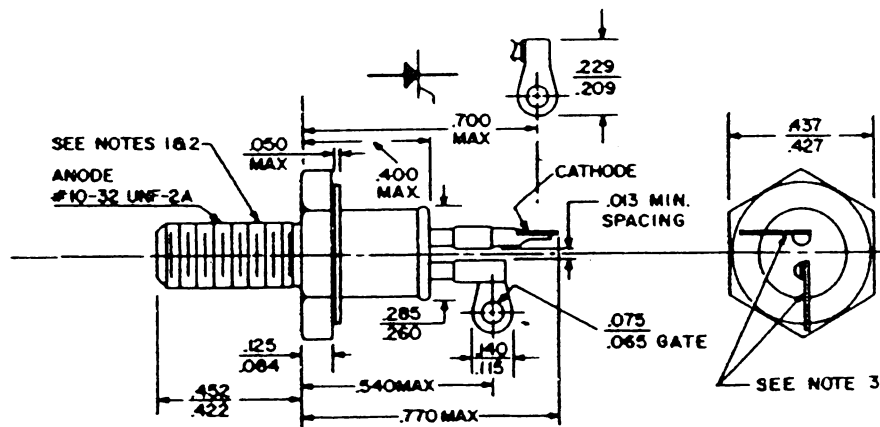 .229
.209
.700
MAX
.437
.427
SEE NOTES 1&2
.050
MAX
.400
MAX.
CATHODE
ANODE
#10-32 UNF-2A
.013 MIN.
SPACING
.285
.260
.075
.065 GATE
.125
.084
.140
.115
.540MAX
SEE NOTE 3
.452
.422
.770 MAX